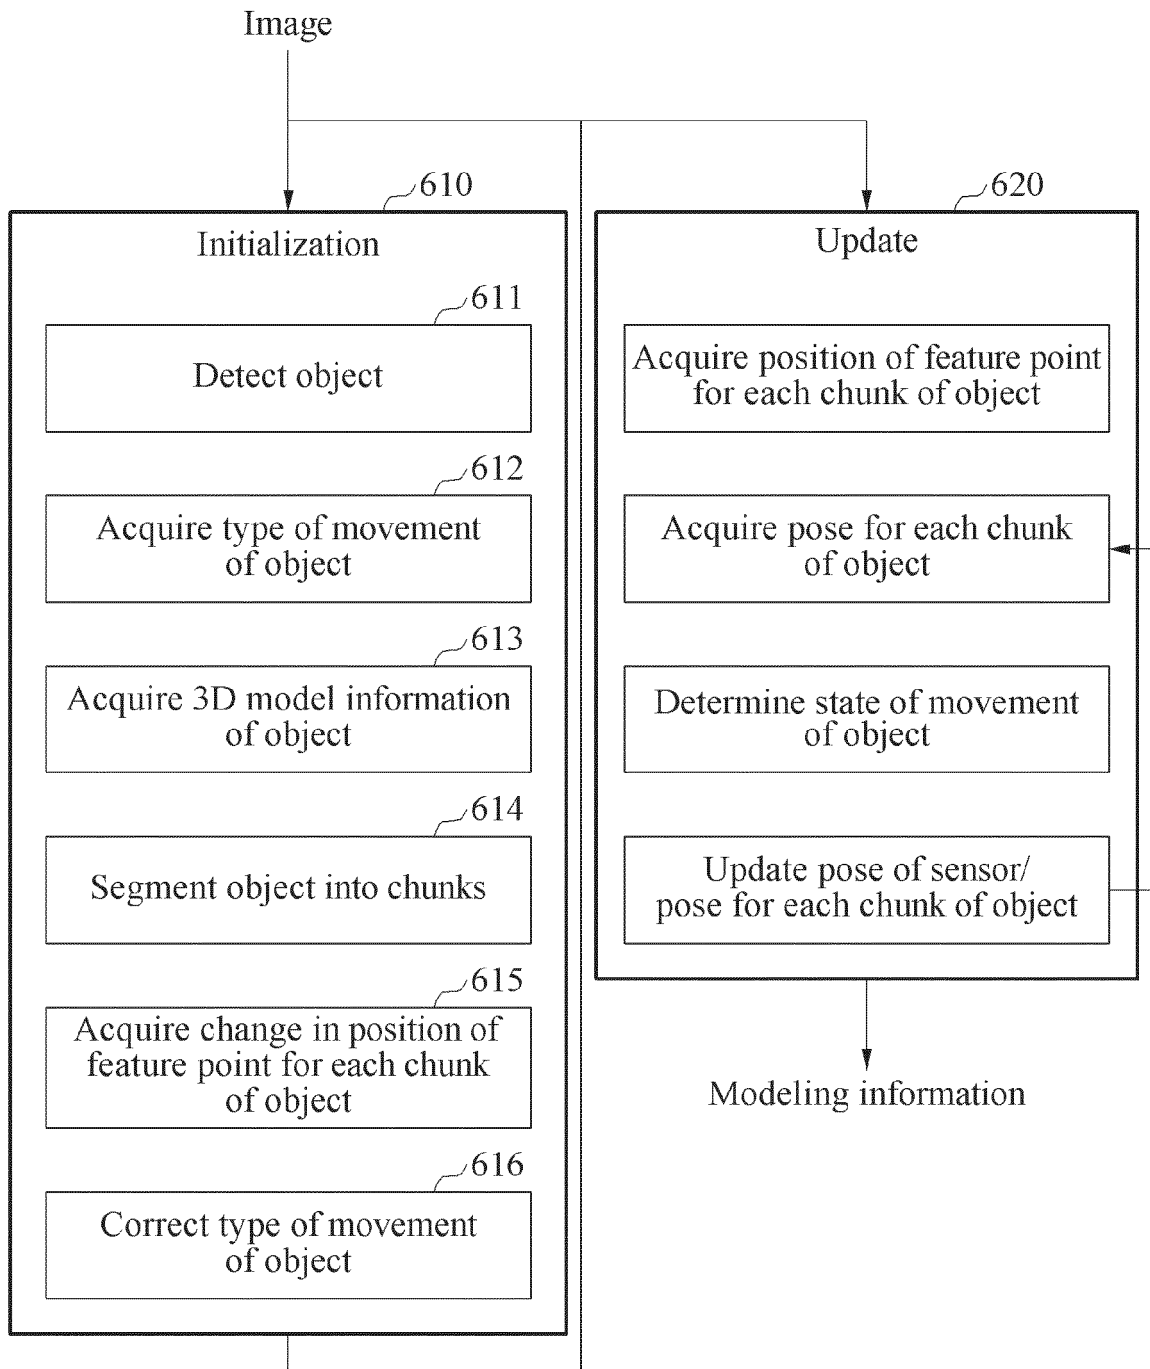 Image
610
Initialization
611
Detect object
612
Acquire type of movement
of object
613
Acquire 3D model information
of object
614
Segment object into chunks
615
Acquire change in position of
feature point for each chunk
of object
616
Correct type of movement
of object
620
Update
Acquire position of feature point
for each chunk of object
Acquire pose for each chunk
of object
Determine state of movement
of object
Update pose of sensor/
pose for each chunk of object
Modeling information